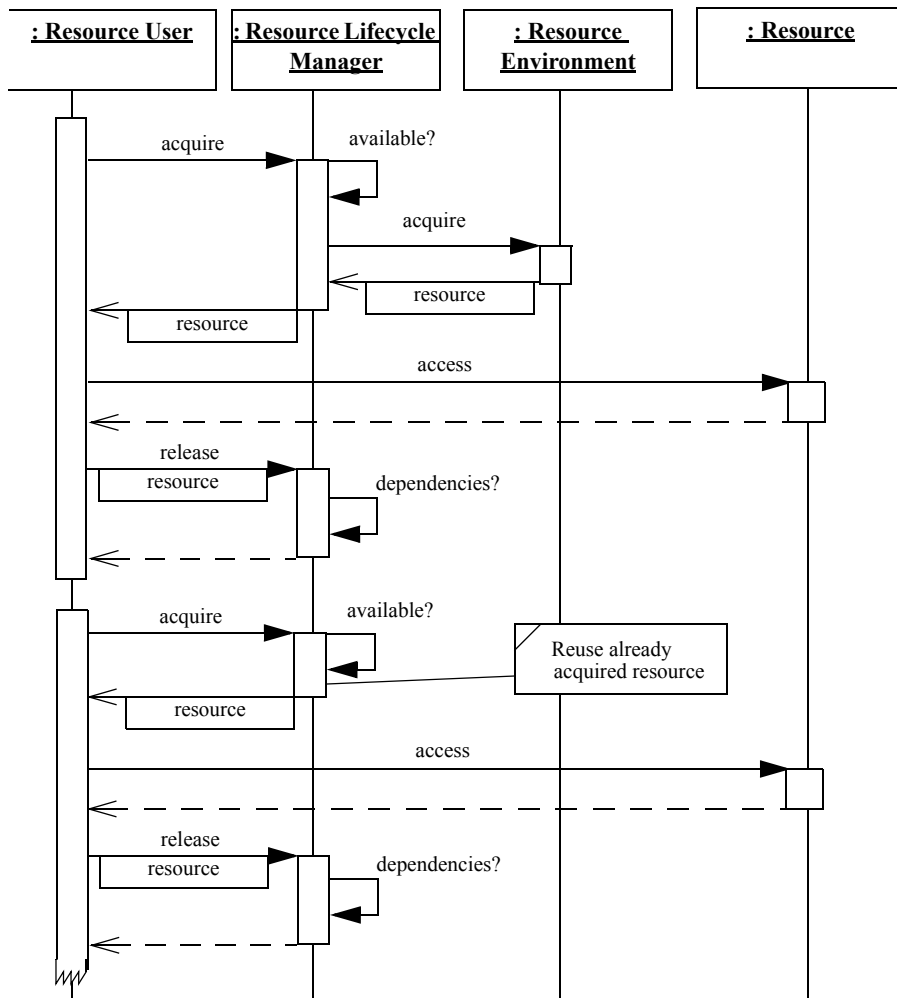 : Resource User
: Resource Lifecycle
Manager
: Resource
Environment
: Resource
acquire
available?
acquire
resource
resource
access
release
resource
dependencies?
acquire
available?
Reuse already
acquired resource
resource
access
release
resource
dependencies?